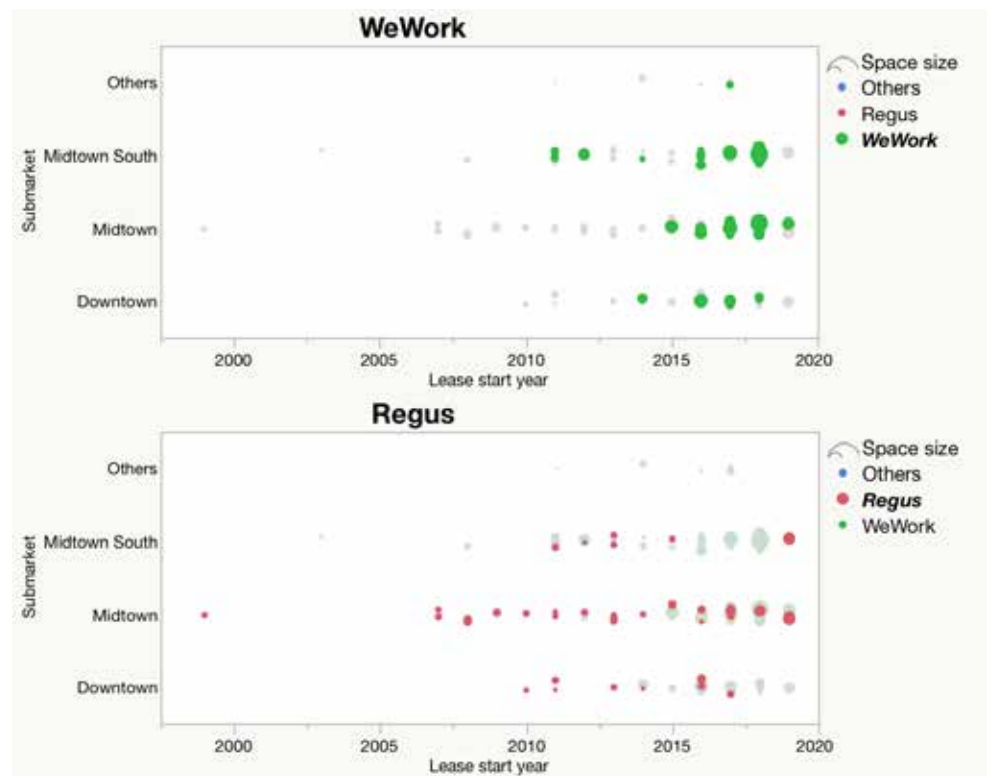 WeWork
Others
Midtown South
Midtown
Downtown
Submarket
2000 2005 2010 2015 2020
Lease start year
Space size
Others
Regus
WeWork
Regus
Others
Midtown South
Midtown
Downtown
Submarket
2000 2005 2010 2015 2020
Lease start year
Space size
Others
Regus
WeWork